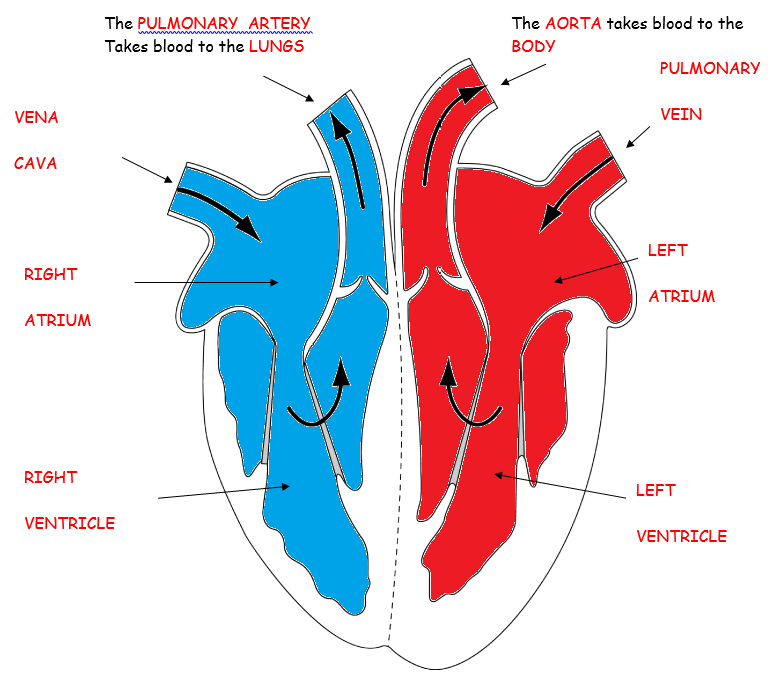 The PULMONARY ARTERY
Takes blood to the LUNGS
The AORTA takes blood to the
BODY
PULMONARY
VEIN
VENA
CAVA
RIGHT
ATRIUM
LEFT
ATRIUM
RIGHT
VENTRICLE
LEFT
VENTRICLE